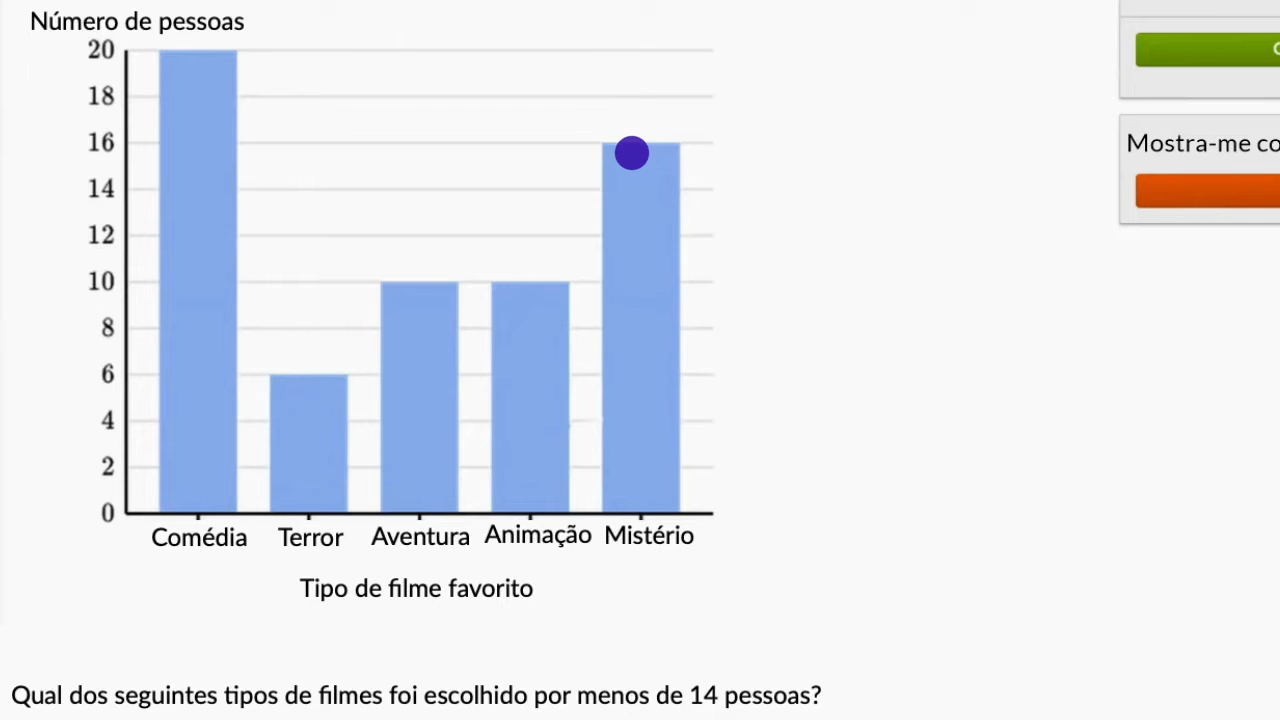 Número de pessoas
20
18
16
14
12
10
8
6
4
2
0
Comédia Terror Aventura Animação Mistério
Tipo de filme favorito
Qual dos seguintes tipos de filmes foi escolhido por menos de 14 pessoas?
Mostra-me